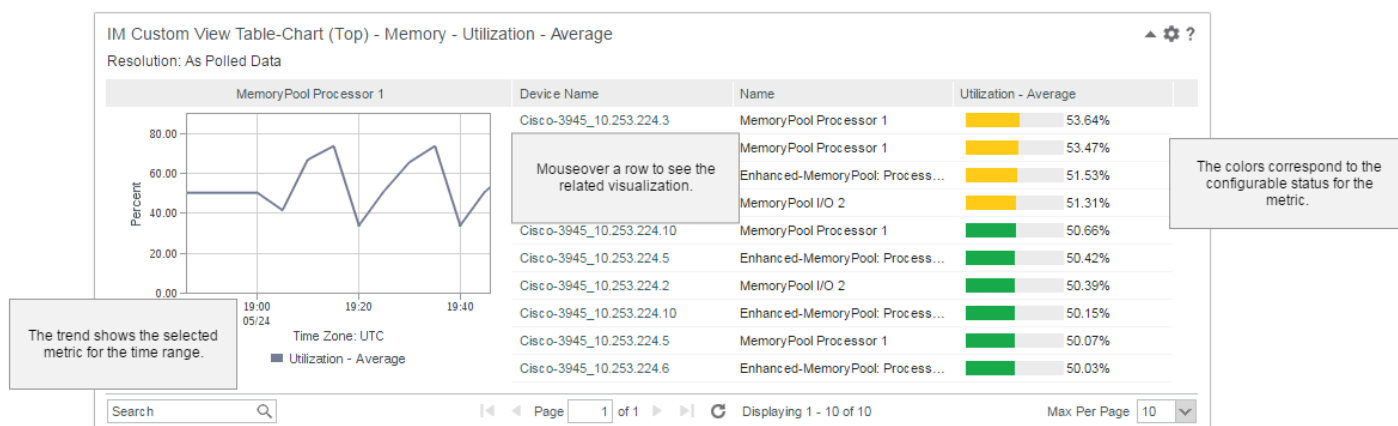 IM Custom View Table-Chart (Top) - Memory - Utilization - Average
?
Resolution: As Polled Data
MemoryPool Processor 1
Device Name
Name
Utilization - Average
80.00
60.00
40.00
20.00
0.00
Percent
19:00
05/24
19:20
19:40
Time Zone: UTC
Utilization - Average
Cisco-3945_10.253.224.3 MemoryPool Processor 1 53.64%
MemoryPool Processor 1 53.47%
Enhanced-MemoryPool: Process... 51.53%
MemoryPool I/O 2 51.31%
Cisco-3945_10.253.224.10 MemoryPool Processor 1 50.66%
Cisco-3945_10.253.224.5 Enhanced-MemoryPool: Process... 50.42%
Cisco-3945_10.253.224.2 MemoryPool I/O 2 50.39%
Cisco-3945_10.253.224.10 Enhanced-MemoryPool: Process... 50.15%
Cisco-3945_10.253.224.5 MemoryPool Processor 1 50.07%
Cisco-3945_10.253.224.6 Enhanced-MemoryPool: Process... 50.03%
Mouseover a row to see the
related visualization.
The colors correspond to the
configurable status for the
metric.
The trend shows the selected
metric for the time range.
Search
Page 1 of 1
Displaying 1 - 10 of 10
Max Per Page 10